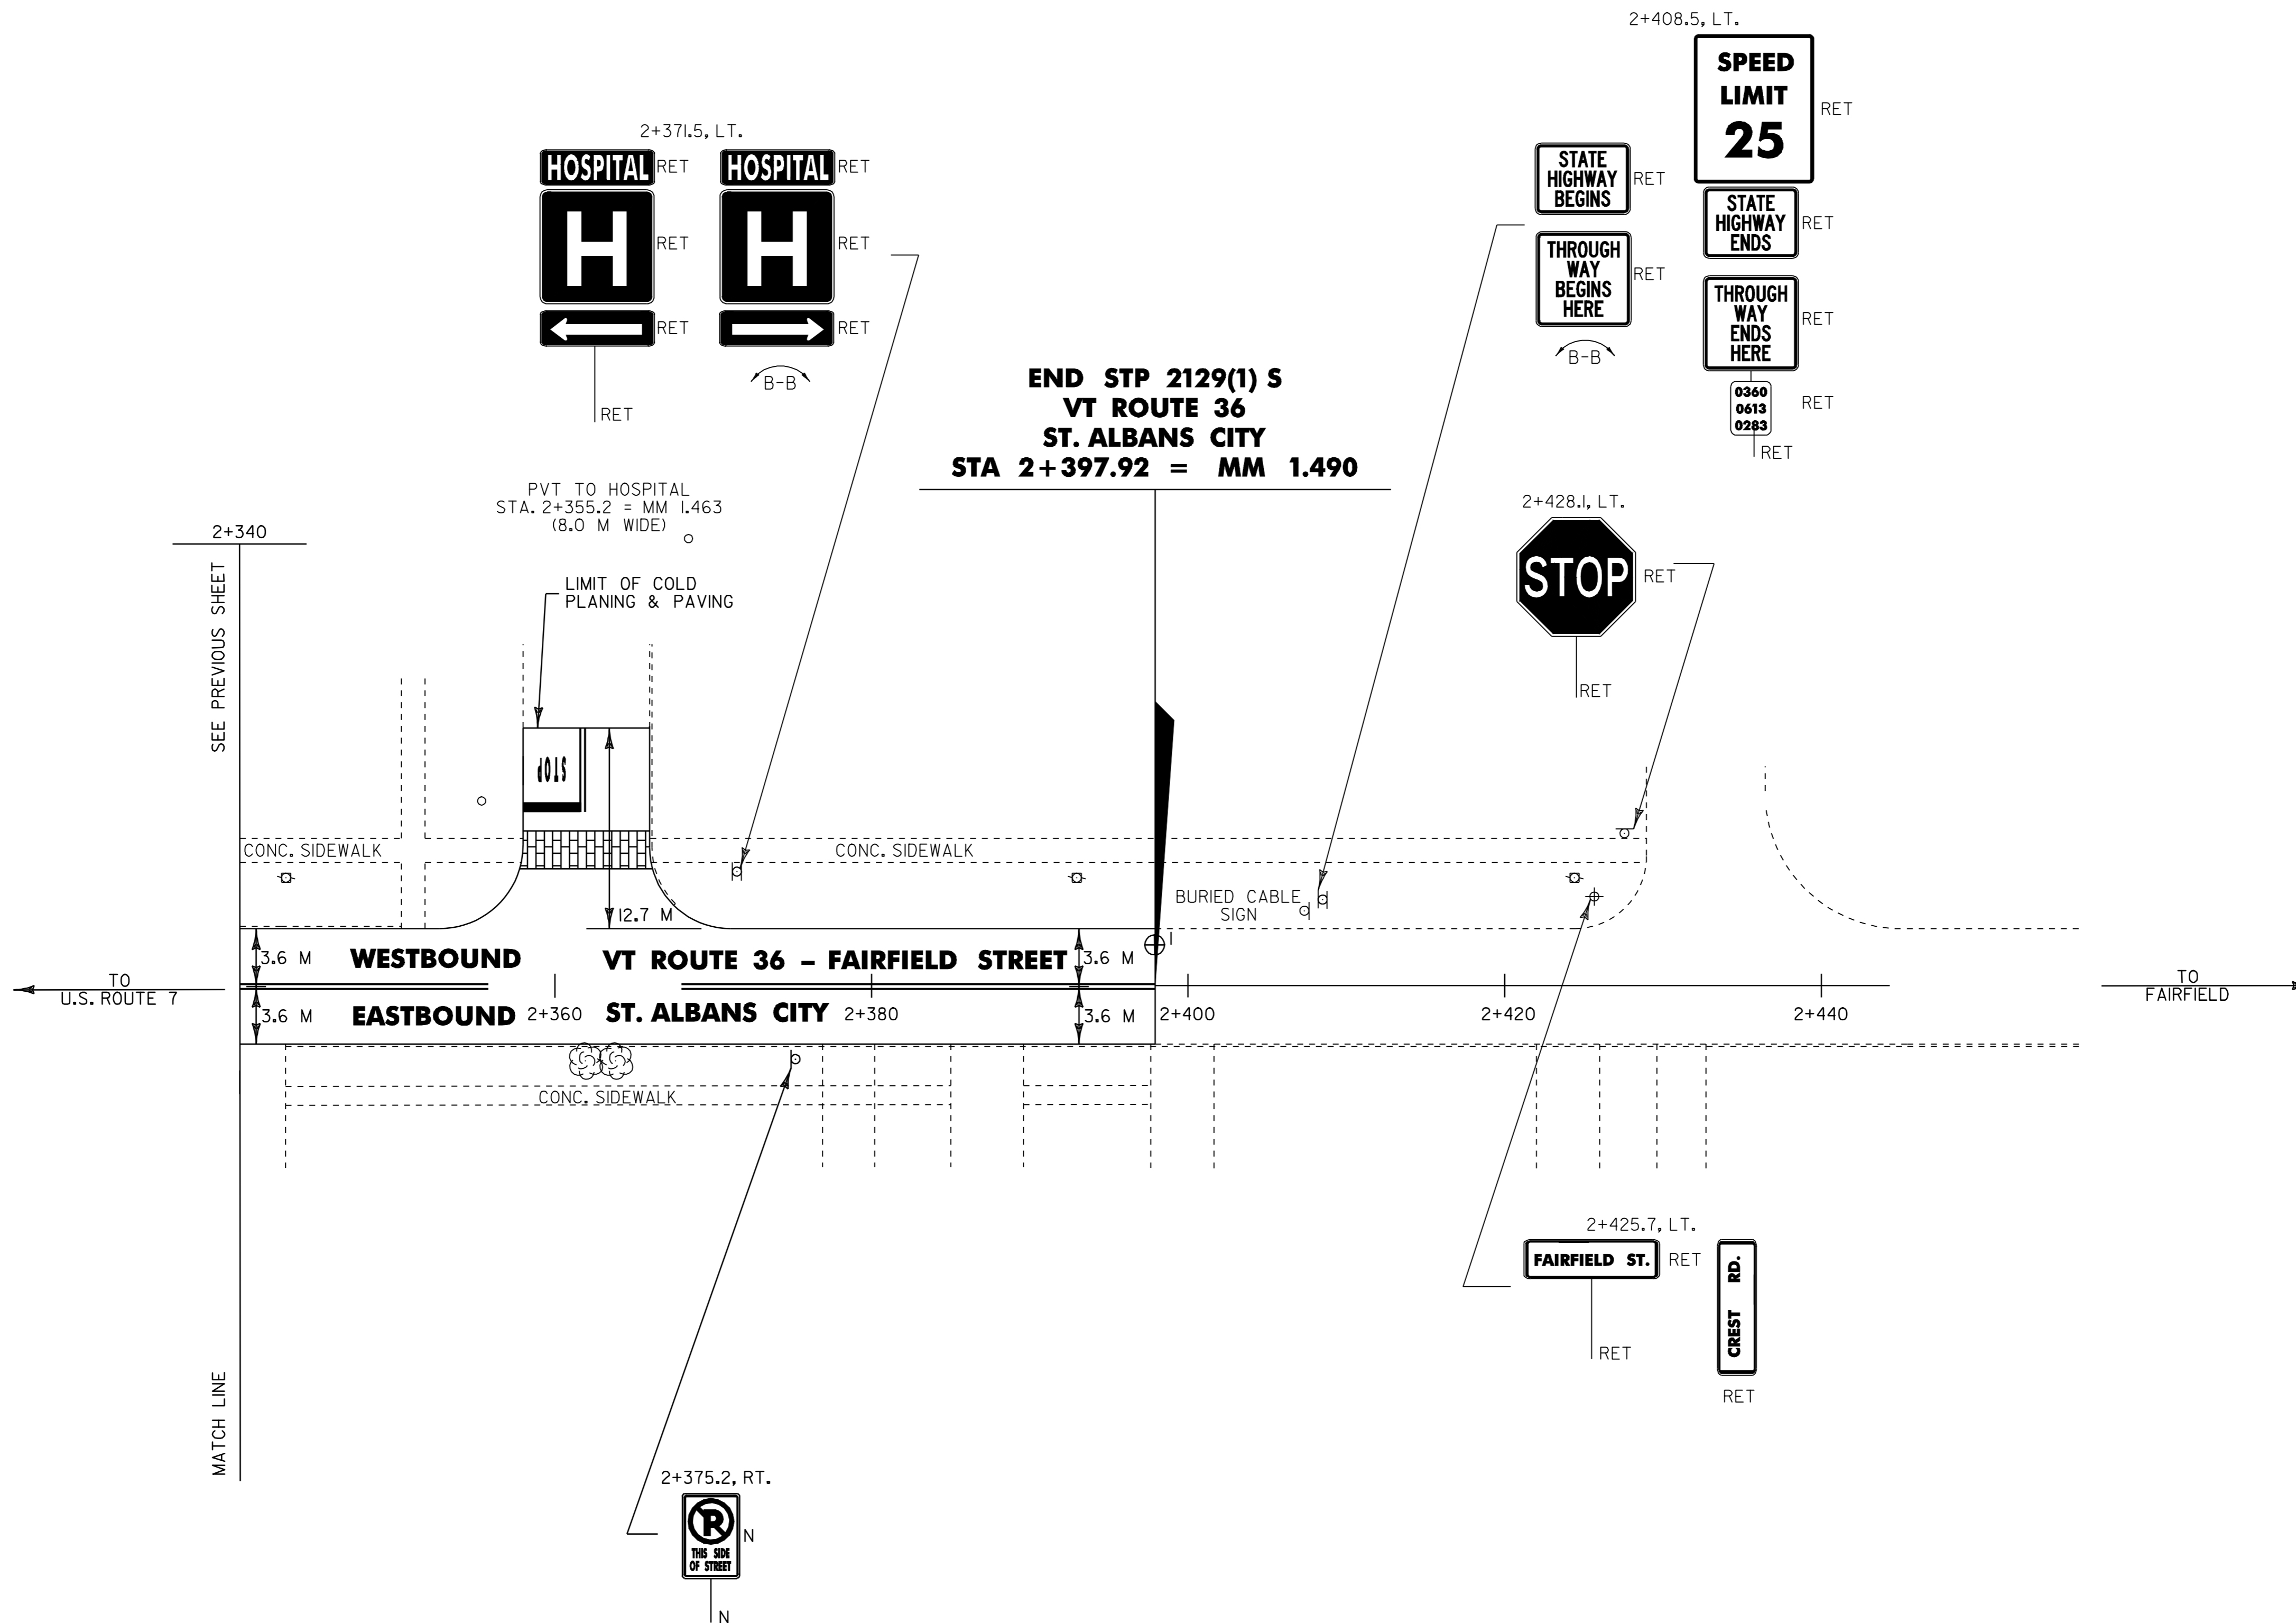 2+408.5, LT.
SPEED
LIMIT
25
RET
2+371.5, LT.
HOSPITAL
RET
H
RET
RET
RET
HOSPITAL
RET
H
RET
RET
B-B
STATE
HIGHWAY
BEGINS
RET
THROUGH
WAY
BEGINS
HERE
RET
B-B
STATE
HIGHWAY
ENDS
RET
THROUGH
WAY
ENDS
HERE
RET
0360
0613
0283
RET
RET
END STP 2129(1) S
VT ROUTE 36
ST. ALBANS CITY
STA 2+397.92 = MM 1.490
PVT TO HOSPITAL
STA. 2+355.2 = MM 1.463
(8.0 M WIDE)
2+428.1, LT.
STOP
RET
RET
2+340
SEE PREVIOUS SHEET
LIMIT OF COLD
PLANING & PAVING
STOP
CONC. SIDEWALK
CONC. SIDEWALK
BURIED CABLE
SIGN
12.7 M
1
3.6 M
WESTBOUND
VT ROUTE 36 – FAIRFIELD STREET
3.6 M
TO
U.S. ROUTE 7
TO
FAIRFIELD
3.6 M
EASTBOUND
2+360
ST. ALBANS CITY
2+380
3.6 M
2+400
2+420
2+440
CONC. SIDEWALK
2+425.7, LT.
FAIRFIELD ST.
RET
RET
CREST RD.
RET
MATCH LINE
2+375.2, RT.
P
THIS SIDE
OF STREET
N
N